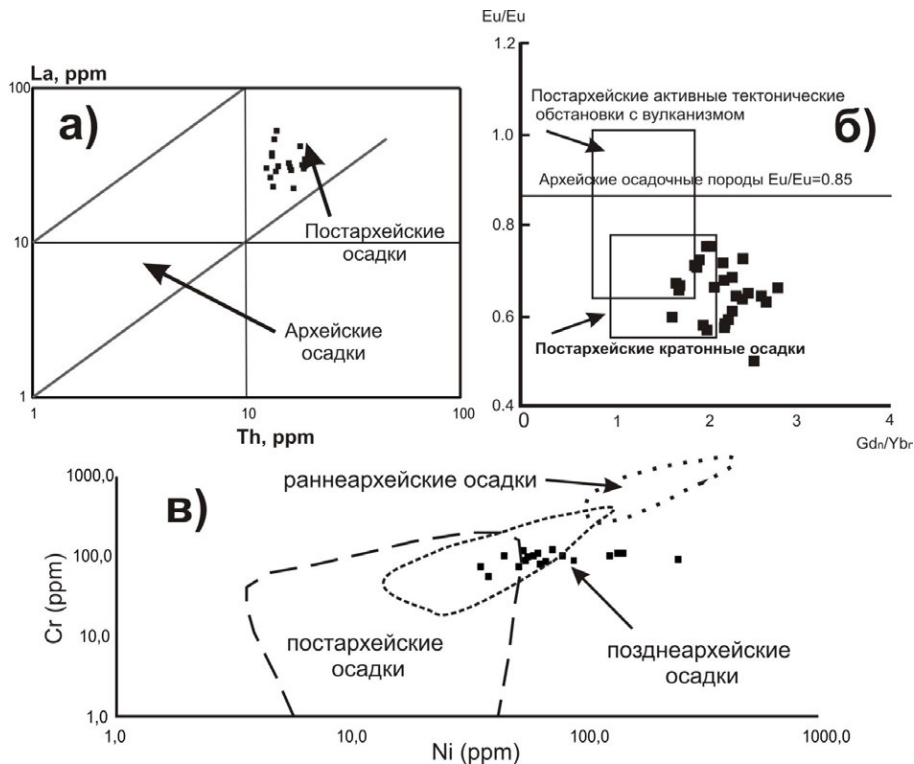 La, ppm
100
а)
Постархейские
осадки
10
Архейские
осадки
1
1
10
100
Th, ppm
Eu/Eu
1.2
Постархейские активные тектонические
обстановки с вулканизмом
б)
1.0
Архейские осадочные породы Eu/Eu=0.85
0.8
0.6
Постархейские кратонные осадки
0.4
0
1
2
3
4
Gdn/Ybn
в)
1000,0
раннеархейские осадки
Cr (ppm)
100,0
10,0
постархейские
осадки
позднеархейские
осадки
1,0
1,0
10,0
100,0
1000,0
Ni (ppm)